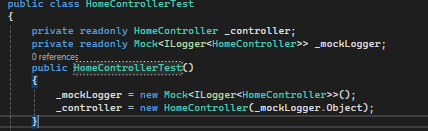 public class HomeControllerTest
{
private readonly HomeController _controller;
private readonly Mock<ILogger<HomeController>> _mockLogger;
0 references
public HomeControllerTest()
{
_mockLogger = new Mock<ILogger<HomeController>>();
_controller = new HomeController(_mockLogger.Object);
}